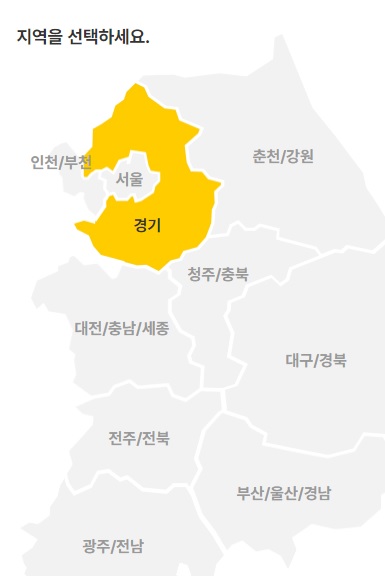 지역을 선택하세요.
춘천/강원
인천/부천
서울
경기
청주/충북
대전/충남/세종
대구/경북
전주/전북
부산/울산/경남
광주/전남